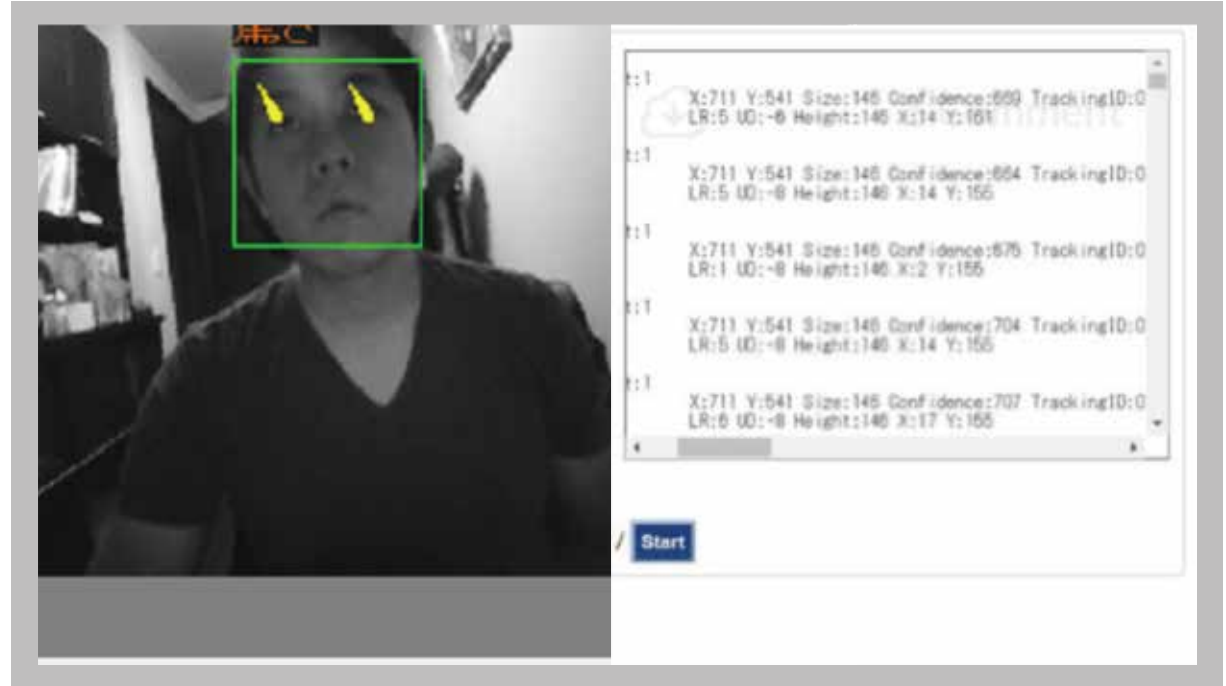 t:1
X:711 Y:541 Size:146 Confidence:669 TrackingID:0
LR:5 UD:-6 Height:146 X:14 Y:161
t:1
X:711 Y:541 Size:146 Confidence:664 TrackingID:0
LR:5 UD:-8 Height:146 X:14 Y:155
t:1
X:711 Y:541 Size:146 Confidence:675 TrackingID:0
LR:1 UD:-8 Height:146 X:2 Y:155
t:1
X:711 Y:541 Size:146 Confidence:704 TrackingID:0
LR:5 UD:-8 Height:146 X:14 Y:155
t:1
X:711 Y:541 Size:146 Confidence:707 TrackingID:0
LR:6 UD:-8 Height:146 X:17 Y:155
/ Start